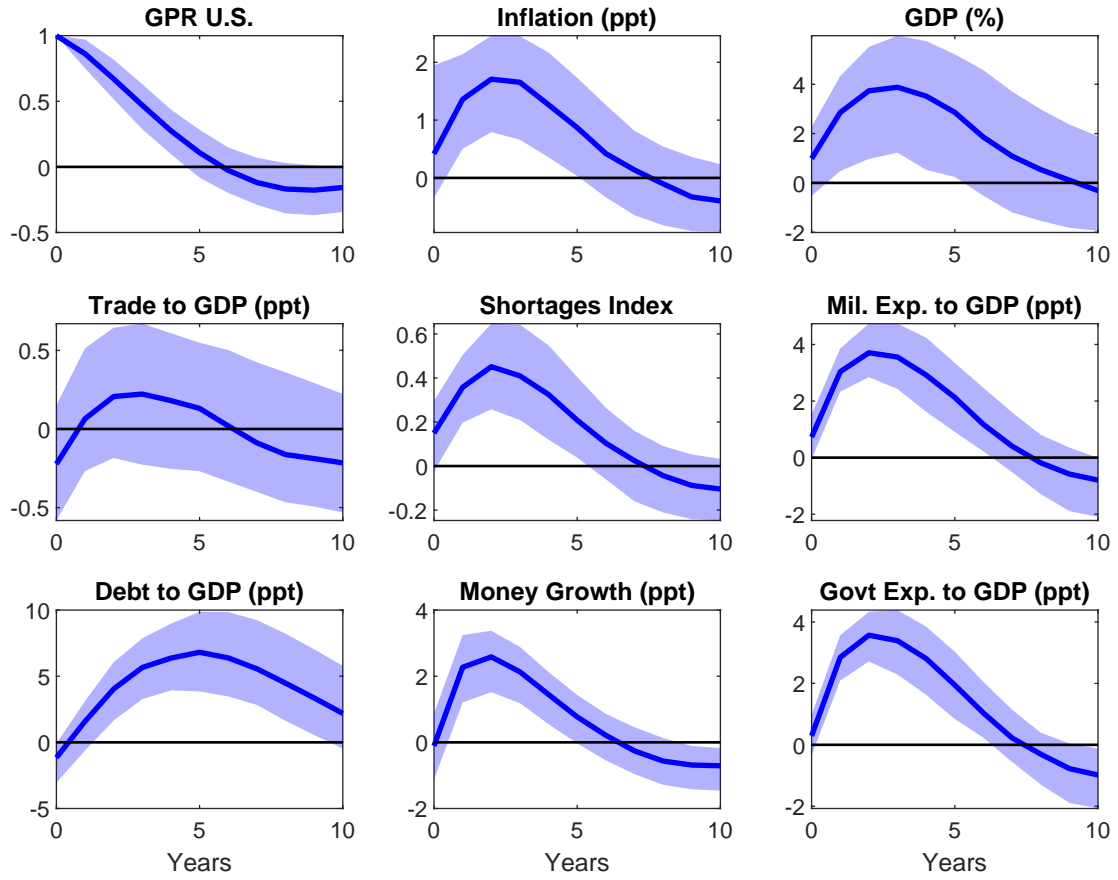 GPR U.S.
1
0.5
0
-0.5
0 5 10
Inflation (ppt)
2
1
0
0 5 10
GDP (%)
4
2
0
-2
0 5 10
Trade to GDP (ppt)
0.5
0
-0.5
0 5 10
Shortages Index
0.6
0.4
0.2
0
-0.2
0 5 10
Mil. Exp. to GDP (ppt)
4
2
0
-2
0 5 10
Debt to GDP (ppt)
10
5
0
-5
0 5 10
Years
Money Growth (ppt)
4
2
0
-2
0 5 10
Years
Govt Exp. to GDP (ppt)
4
2
0
-2
0 5 10
Years